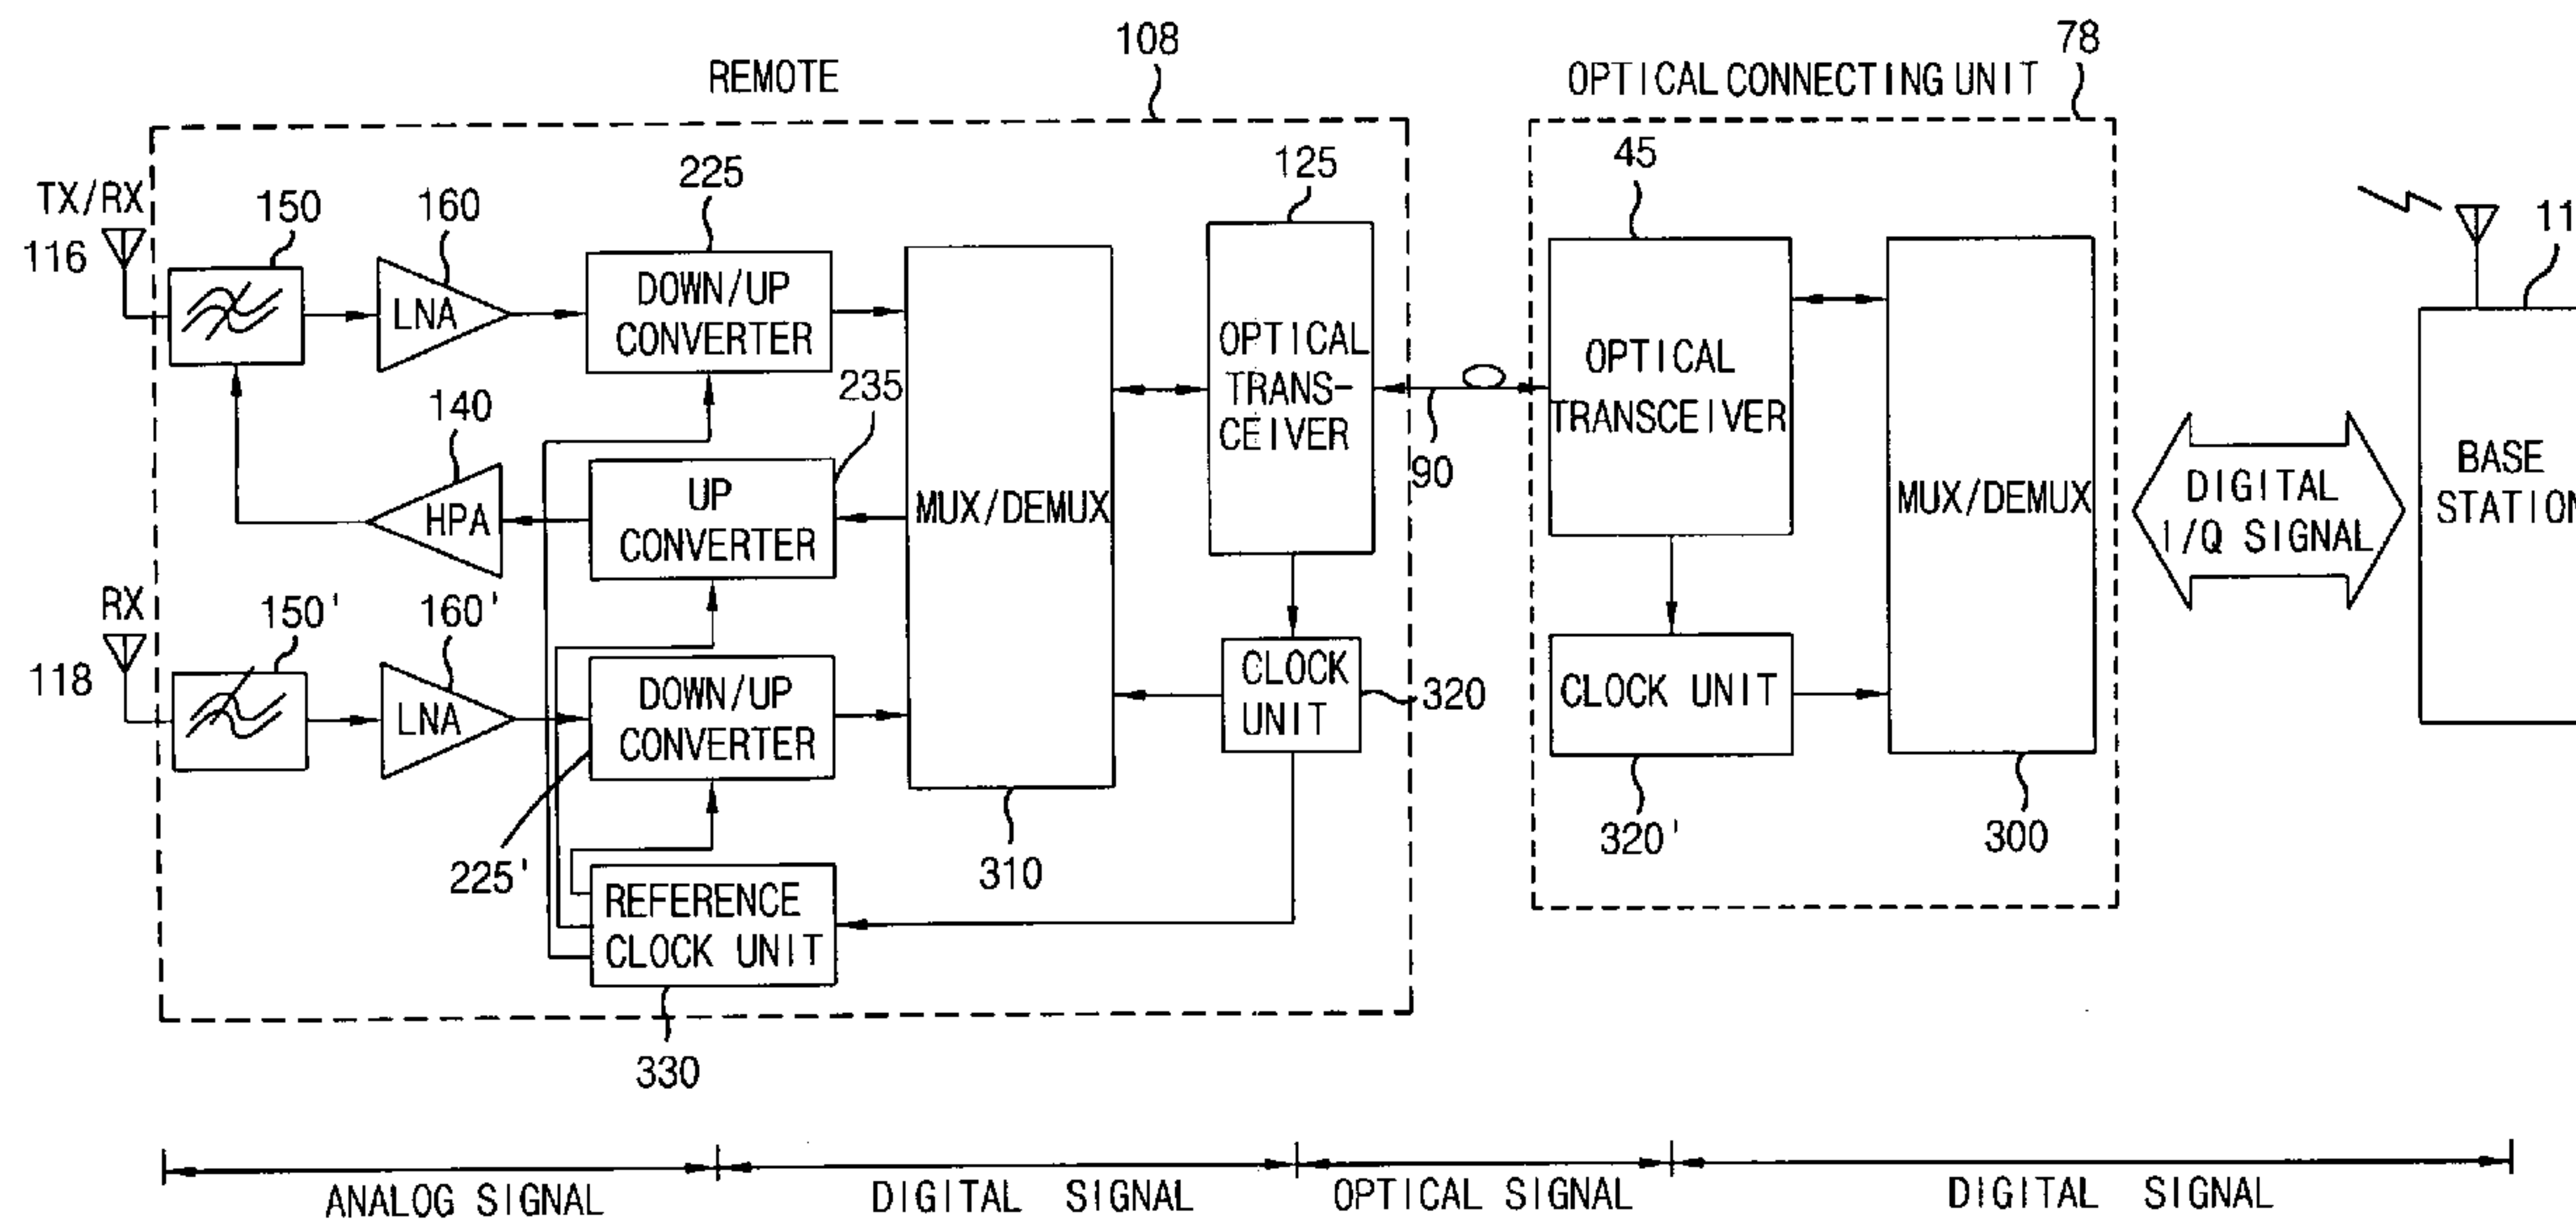 108
78
REMOTE
OPTICAL CONNECTING UNIT
TX/RX
116
150
160
225
125
45
11
LNA
DOWN/UP
CONVERTER
OPTICAL
TRANS-
CEIVER
OPTICAL
TRANSCEIVER
140
235
90
HPA
UP
CONVERTER
MUX/DEMUX
MUX/DEMUX
DIGITAL
I/Q SIGNAL
BASE
STATION
RX
118
150'
160'
LNA
DOWN/UP
CONVERTER
CLOCK
UNIT
320
CLOCK UNIT
225'
310
320'
300
REFERENCE
CLOCK UNIT
330
ANALOG SIGNAL
DIGITAL SIGNAL
OPTICAL SIGNAL
DIGITAL SIGNAL